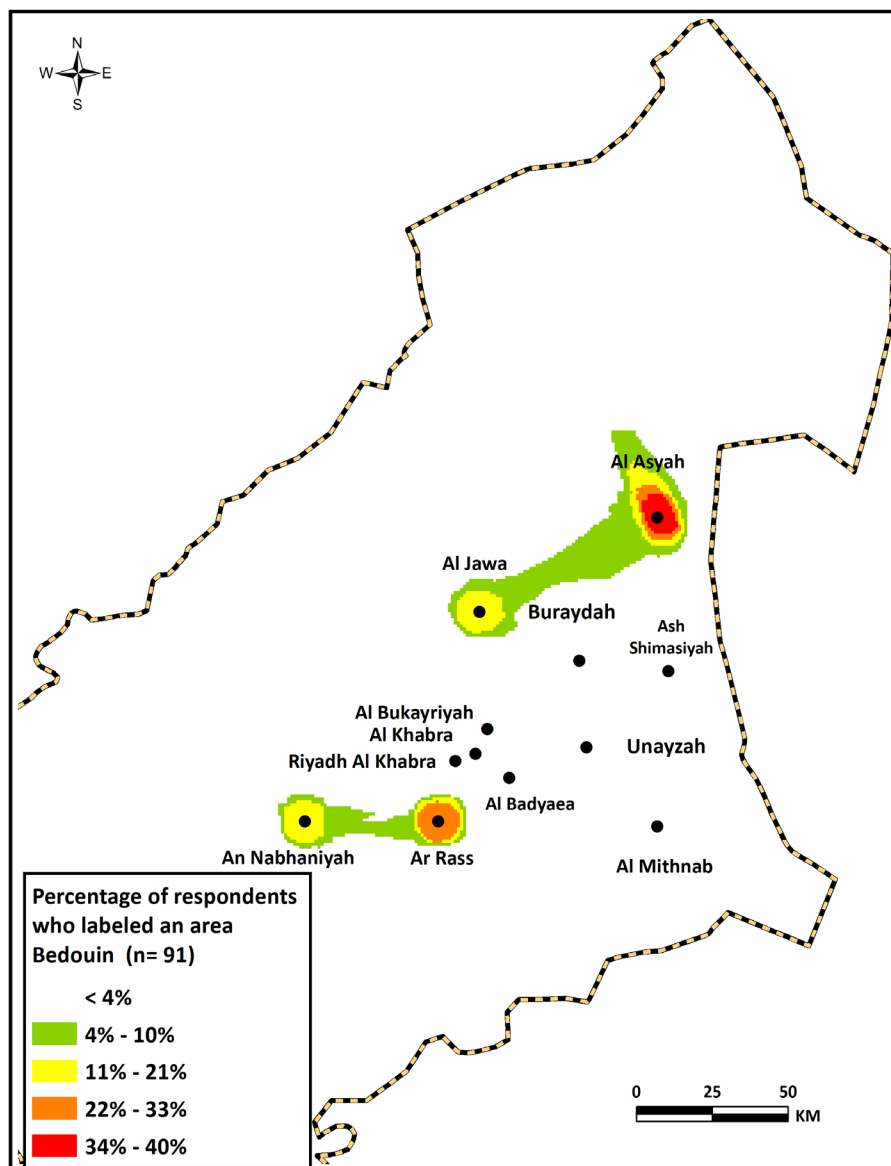 N
W E
S
Al Asyah
Al Jawa
Buraydah
Ash
Shimasiyah
Al Bukayriyah
Al Khabra
Unayzah
Riyadh Al Khabra
Al Badyaea
An Nabhaniyah
Ar Rass
Al Mithnab
Percentage of respondents
who labeled an area
Bedouin (n= 91)
< 4%
4% - 10%
11% - 21%
22% - 33%
34% - 40%
0 25 50
KM